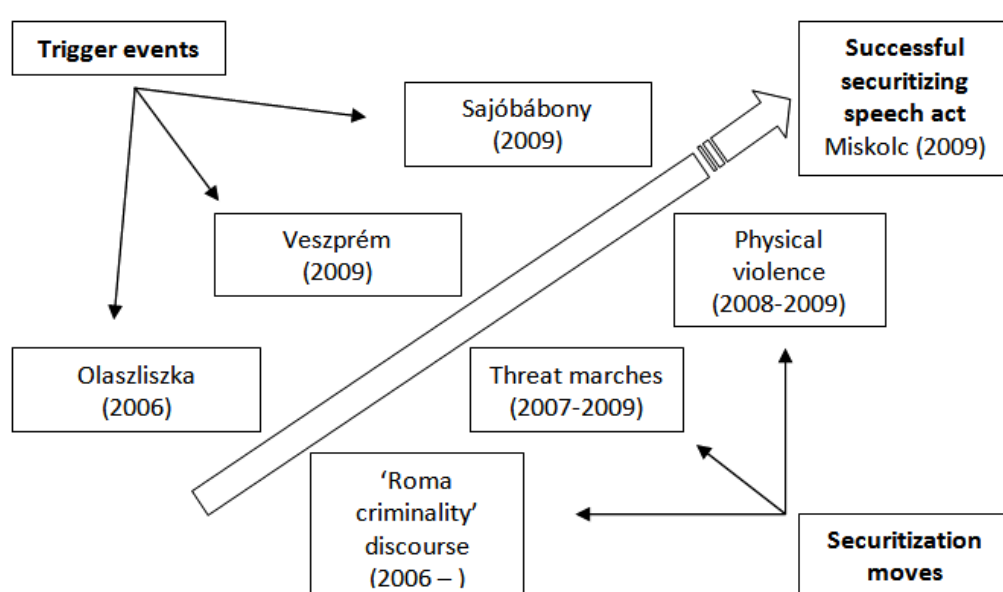 Trigger events
Successful
securitizing
speech act
Miskolc (2009)
Sajóbábony
(2009)
Veszprém
(2009)
Physical
violence
(2008-2009)
Olaszliszka
(2006)
Threat marches
(2007-2009)
‘Roma
criminality’
discourse
(2006 – )
Securitization
moves